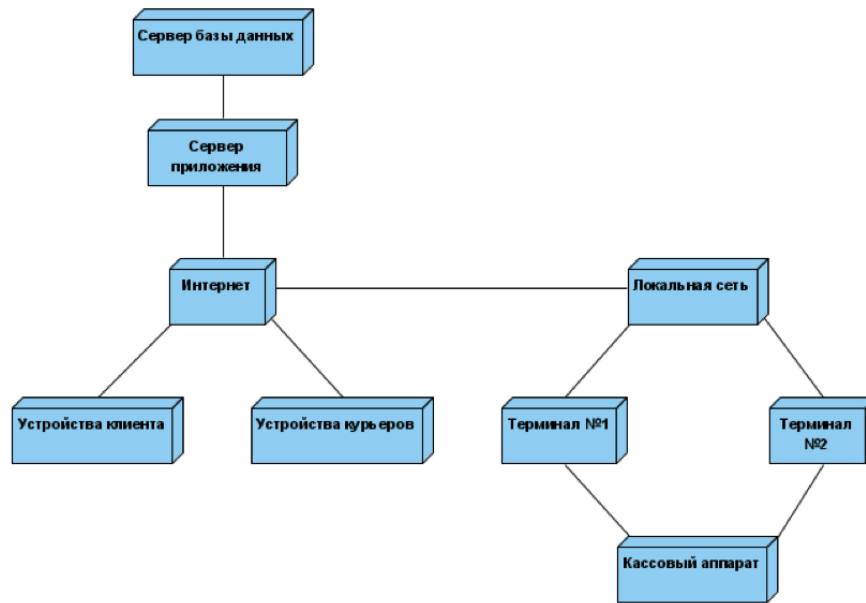 Сервер базы данных
Сервер
приложения
Интернет
Локальная сеть
Устройства клиента
Устройства курьеров
Терминал №1
Терминал
№2
Кассовый аппарат